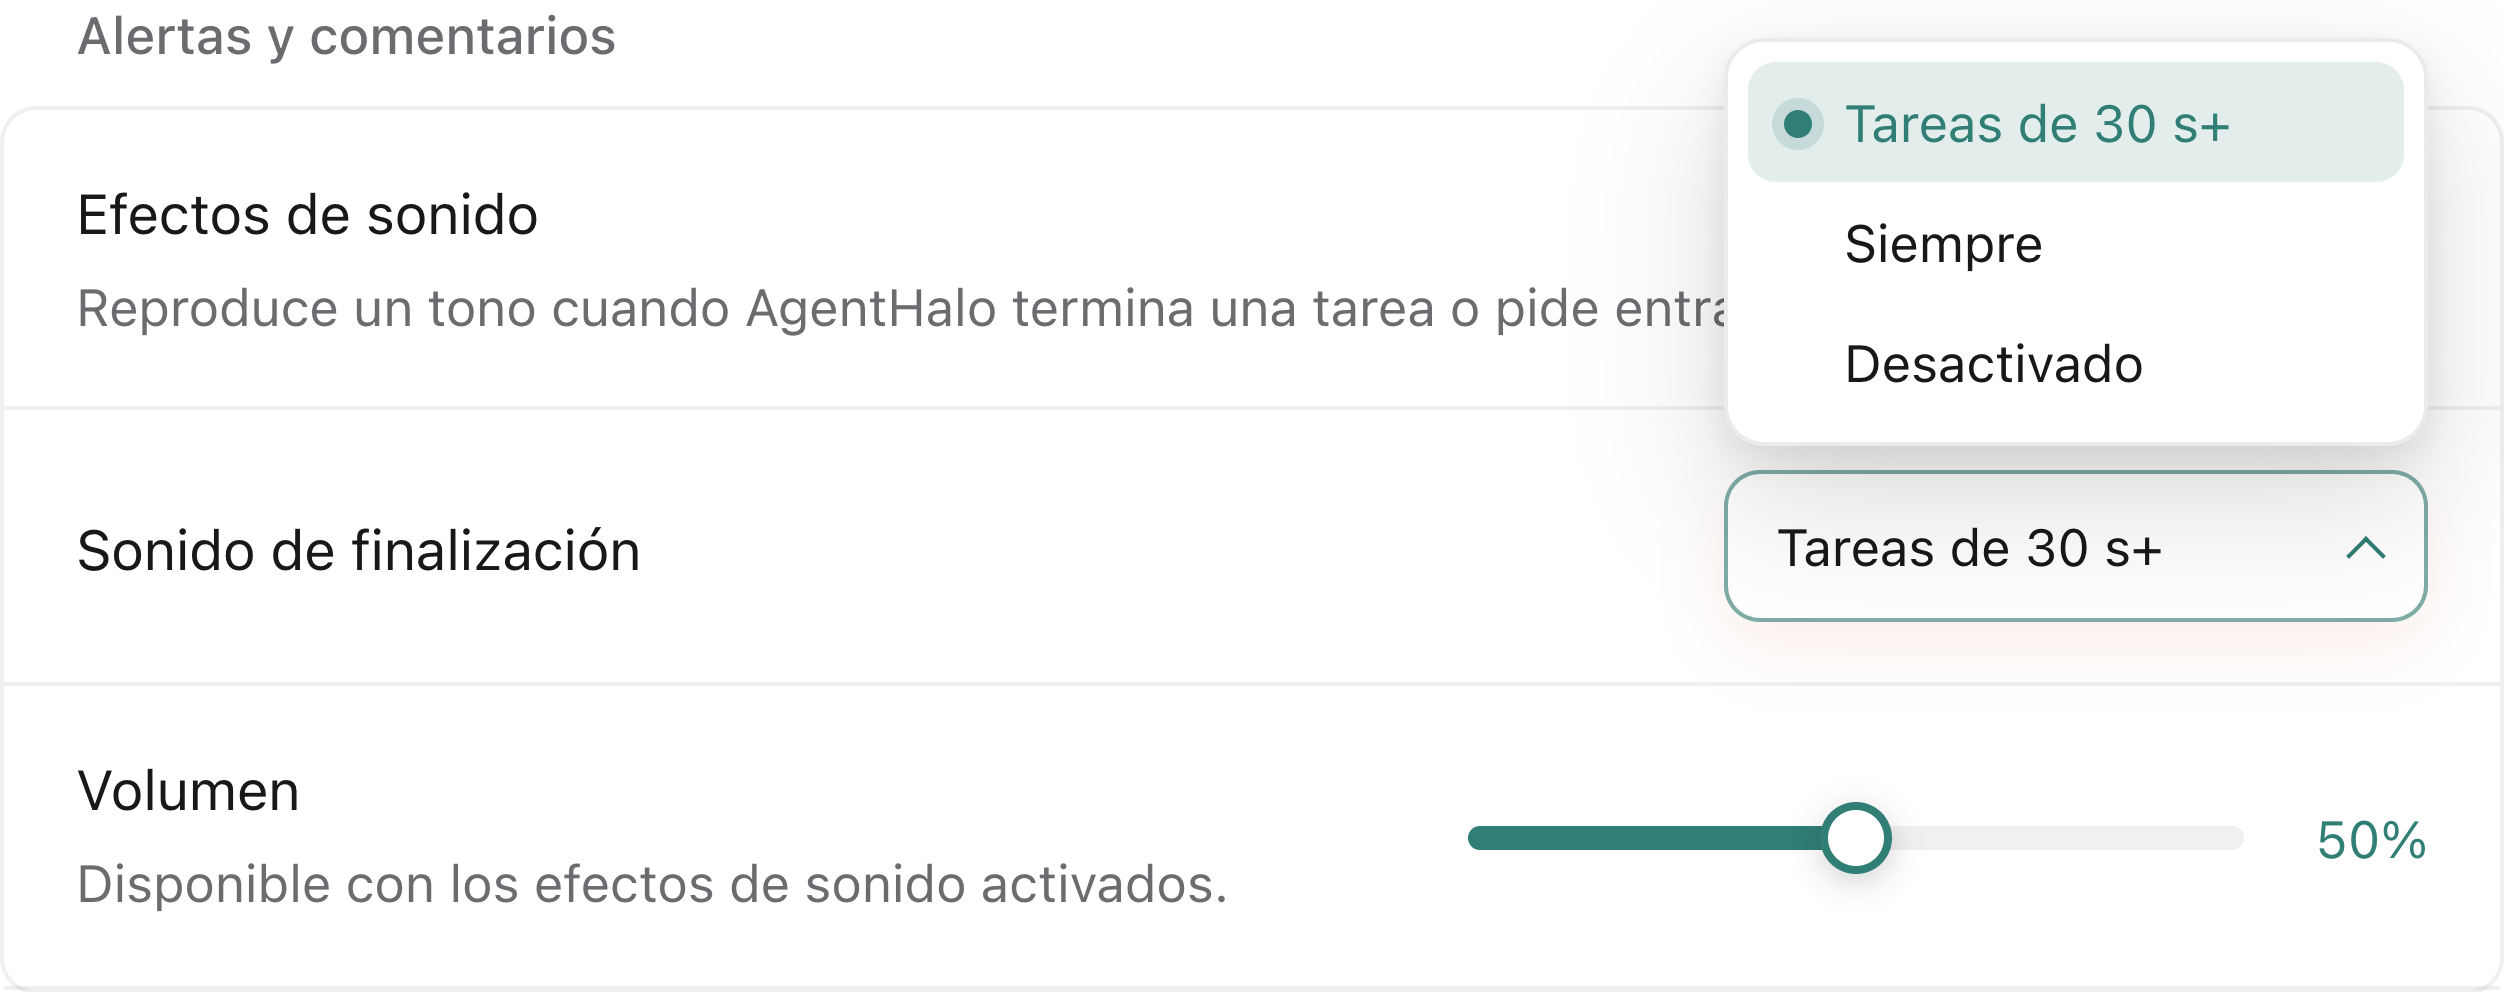 Alertas y comentarios
Tareas de 30 s+
Efectos de sonido
Siempre
Reproduce un tono cuando AgentHalo termina una tarea o pide
Desactivado
Sonido de finalización
Tareas de 30 s+
Volumen
50%
Disponible con los efectos de sonido activados.